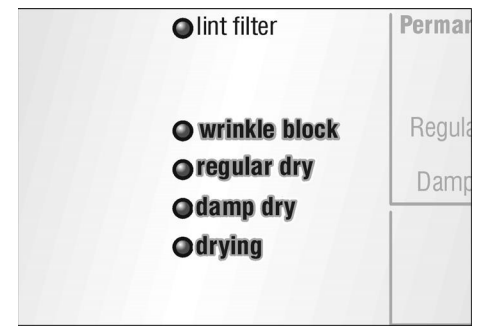 lint filter
wrinkle block
regular dry
damp dry
drying